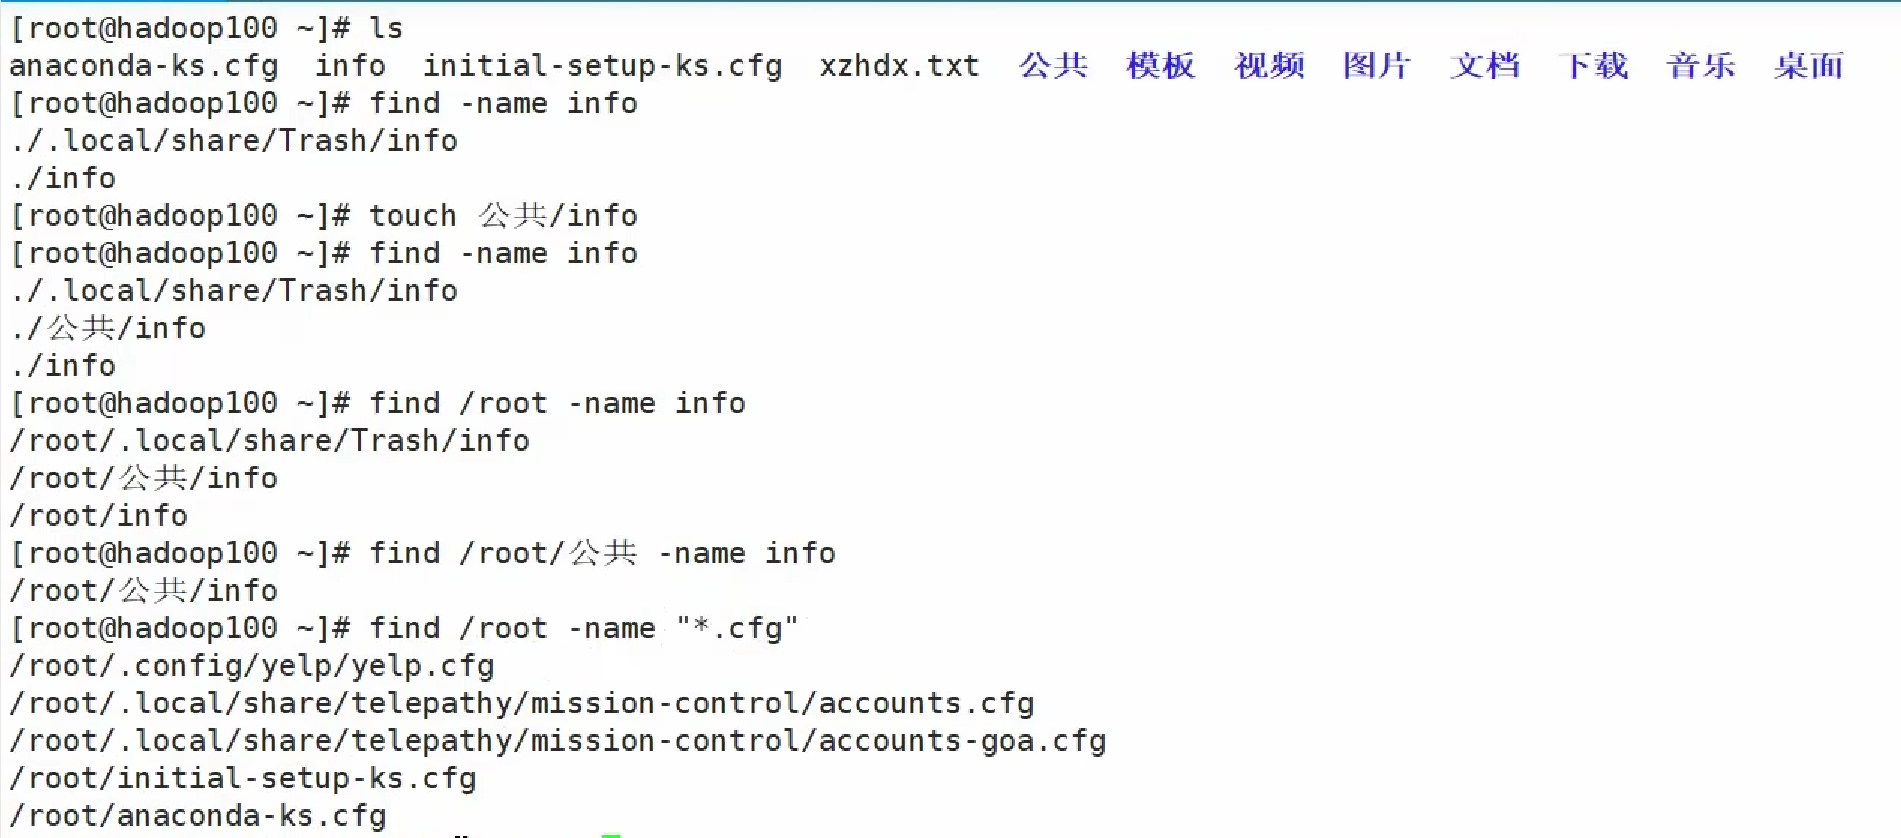 [root@hadoop100 ~]# ls
anaconda-ks.cfg  info  initial-setup-ks.cfg  xzhdx.txt  公共  模板  视频  图片  文档  下载  音乐  桌面
[root@hadoop100 ~]# find -name info
./.local/share/Trash/info
./info
[root@hadoop100 ~]# touch 公共/info
[root@hadoop100 ~]# find -name info
./.local/share/Trash/info
./公共/info
./info
[root@hadoop100 ~]# find /root -name info
/root/.local/share/Trash/info
/root/公共/info
/root/info
[root@hadoop100 ~]# find /root/公共 -name info
/root/公共/info
[root@hadoop100 ~]# find /root -name "*.cfg"
/root/.config/yelp/yelp.cfg
/root/.local/share/telepathy/mission-control/accounts.cfg
/root/.local/share/telepathy/mission-control/accounts-goa.cfg
/root/initial-setup-ks.cfg
/root/anaconda-ks.cfg